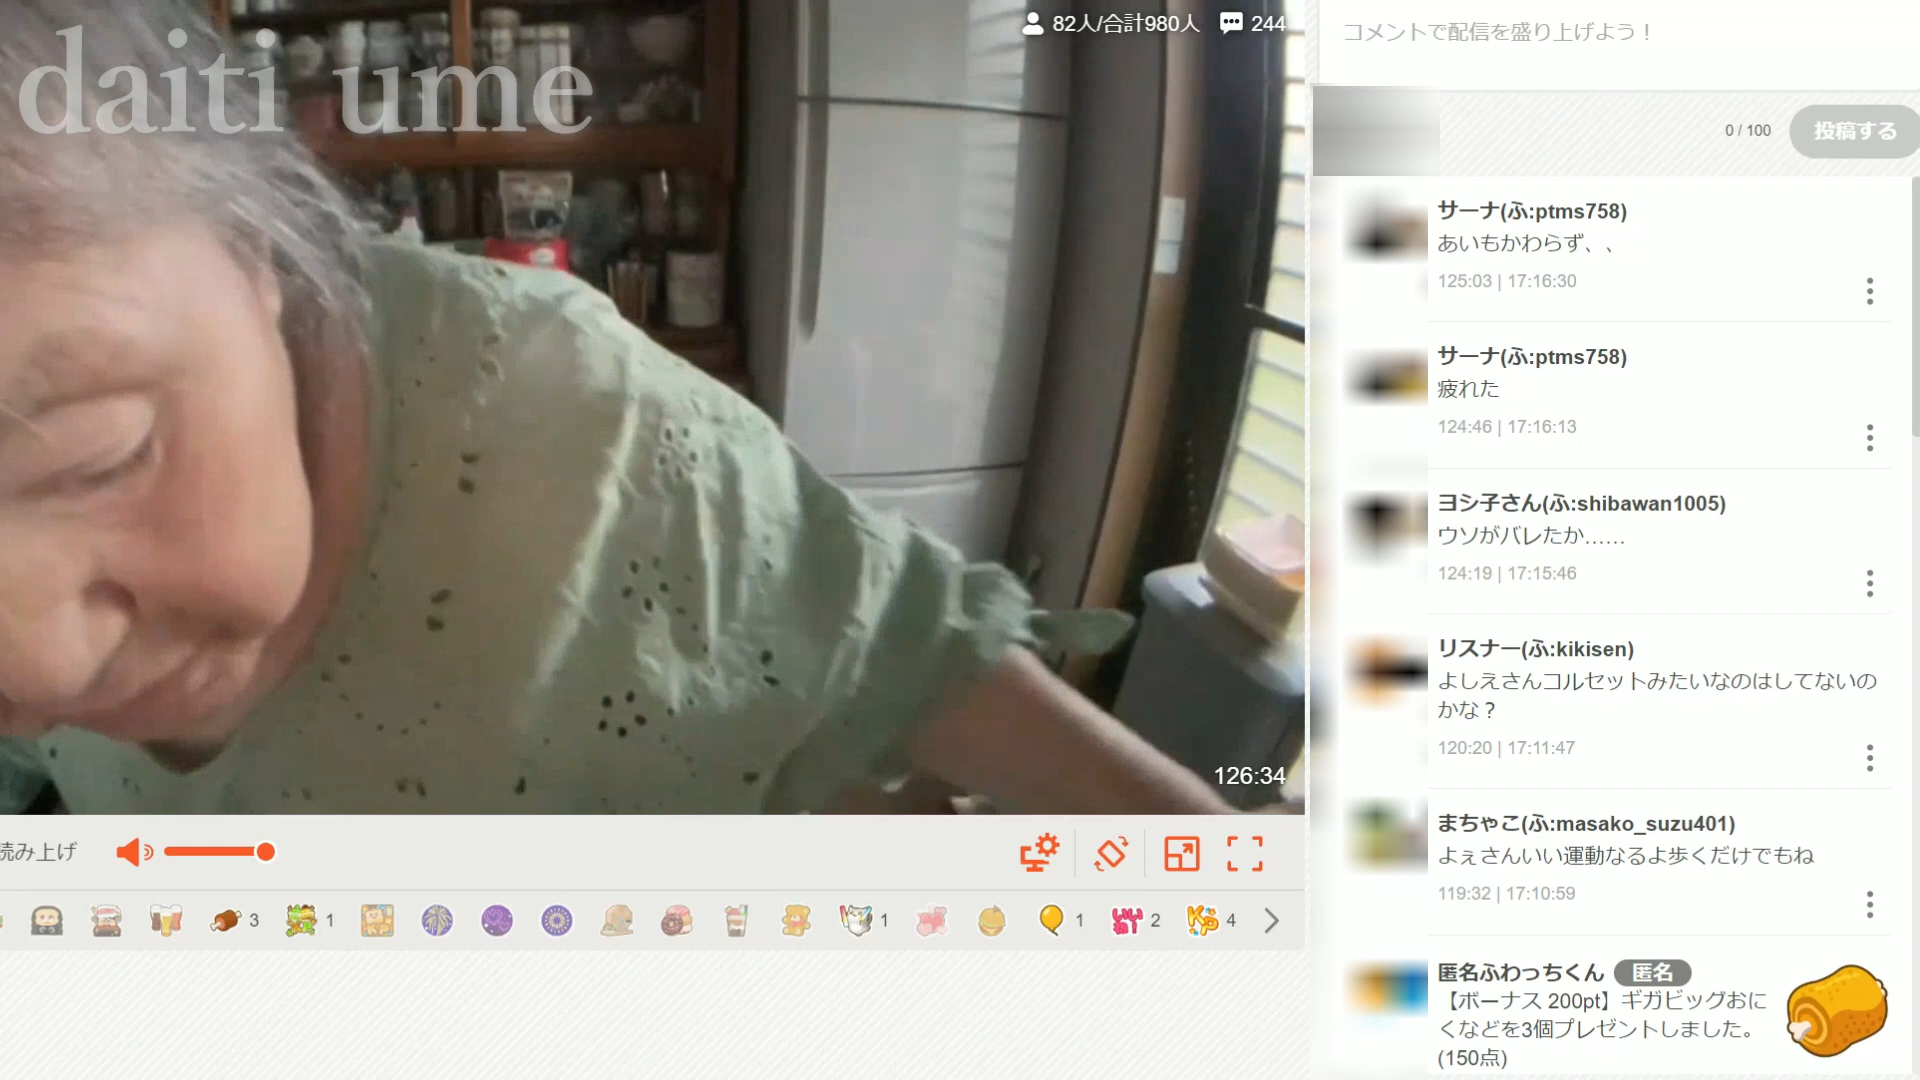 daiti ume
82人/合計980人 244
126:34
読み上げ
3
1
1
1
2
4
コメントで配信を盛り上げよう！
0 / 100
投稿する
サーナ(ふ:ptms758)
あいもかわらず、、
125:03 | 17:16:30
サーナ(ふ:ptms758)
疲れた
124:46 | 17:16:13
ヨシ子さん(ふ:shibawan1005)
ウソがバレたか……
124:19 | 17:15:46
リスナー(ふ:kikisen)
よしえさんコルセットみたいなのはしてないの
かな？
120:20 | 17:11:47
まちゃこ(ふ:masako_suzu401)
よぇさんいい運動なるよ歩くだけでもね
119:32 | 17:10:59
匿名ふわっちくん 匿名
【ボーナス 200pt】ギガビッグおに
くなどを3個プレゼントしました。
(150点)